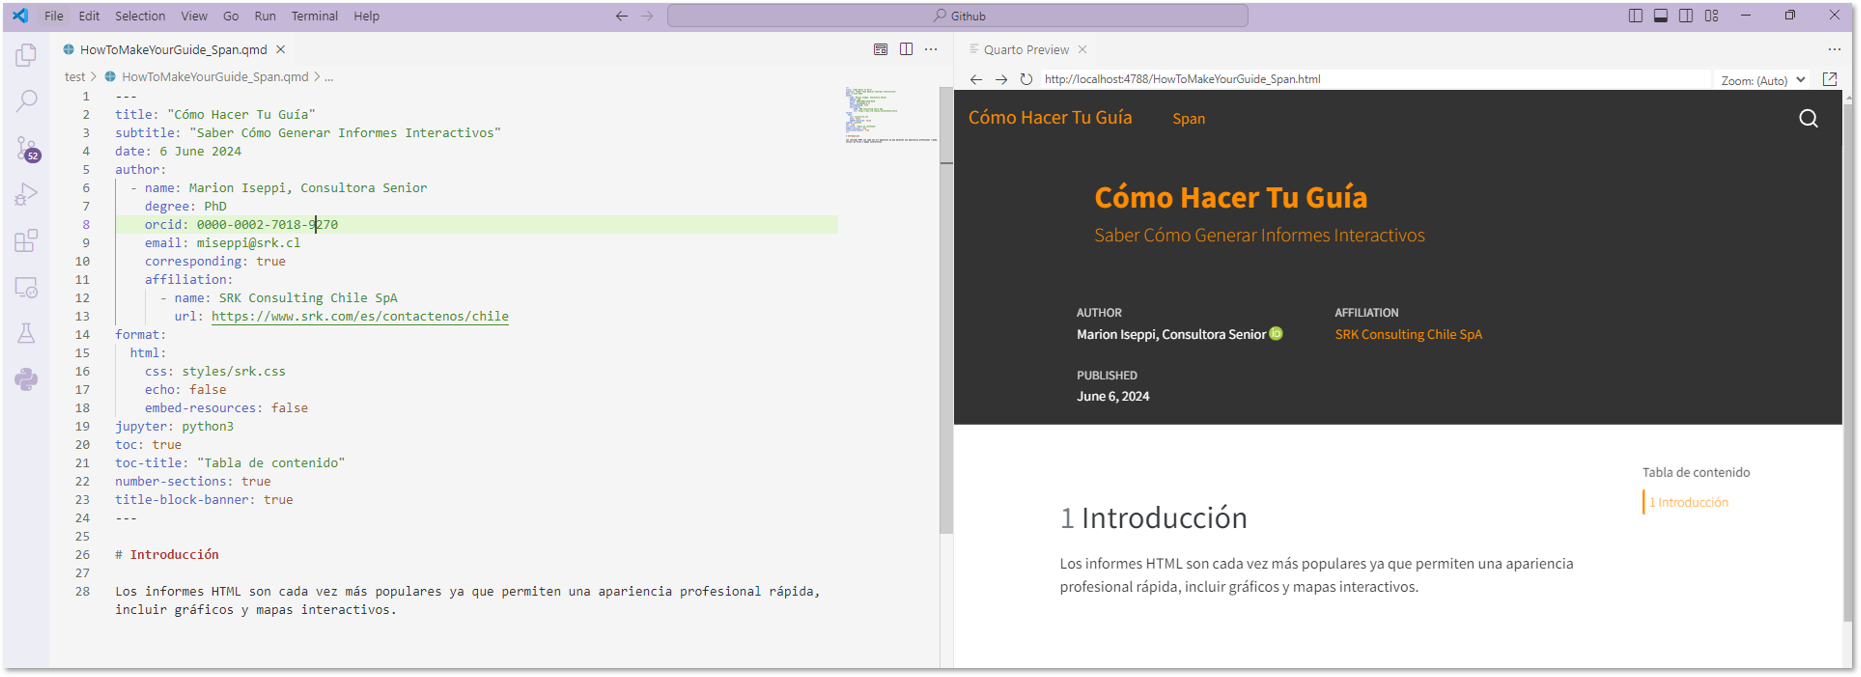 File Edit Selection View Go Run Terminal Help
Github
HowToMakeYourGuide_Span.qmd
test > HowToMakeYourGuide_Span.qmd > ...
52
1 ---
2 title: "Cómo Hacer Tu Guía"
3 subtitle: "Saber Cómo Generar Informes Interactivos"
4 date: 6 June 2024
5 author:
6 - name: Marion Iseppi, Consultora Senior
7 degree: PhD
8 orcid: 0000-0002-7018-9270
9 email: miseppi@srk.cl
10 corresponding: true
11 affiliation:
12 - name: SRK Consulting Chile SpA
13 url: https://www.srk.com/es/contactenos/chile
14 format:
15 html:
16 css: styles/srk.css
17 echo: false
18 embed-resources: false
19 jupyter: python3
20 toc: true
21 toc-title: "Tabla de contenido"
22 number-sections: true
23 title-block-banner: true
24 ---
25
26 # Introducción
27
28 Los informes HTML son cada vez más populares ya que permiten una apariencia profesional rápida,
incluir gráficos y mapas interactivos.
Quarto Preview
http://localhost:4788/HowToMakeYourGuide_Span.html
Zoom: (Auto)
Cómo Hacer Tu Guía Span
Cómo Hacer Tu Guía
Saber Cómo Generar Informes Interactivos
AUTHOR AFFILIATION
Marion Iseppi, Consultora Senior iD SRK Consulting Chile SpA
PUBLISHED
June 6, 2024
Tabla de contenido
1 Introducción
1 Introducción
Los informes HTML son cada vez más populares ya que permiten una apariencia
profesional rápida, incluir gráficos y mapas interactivos.